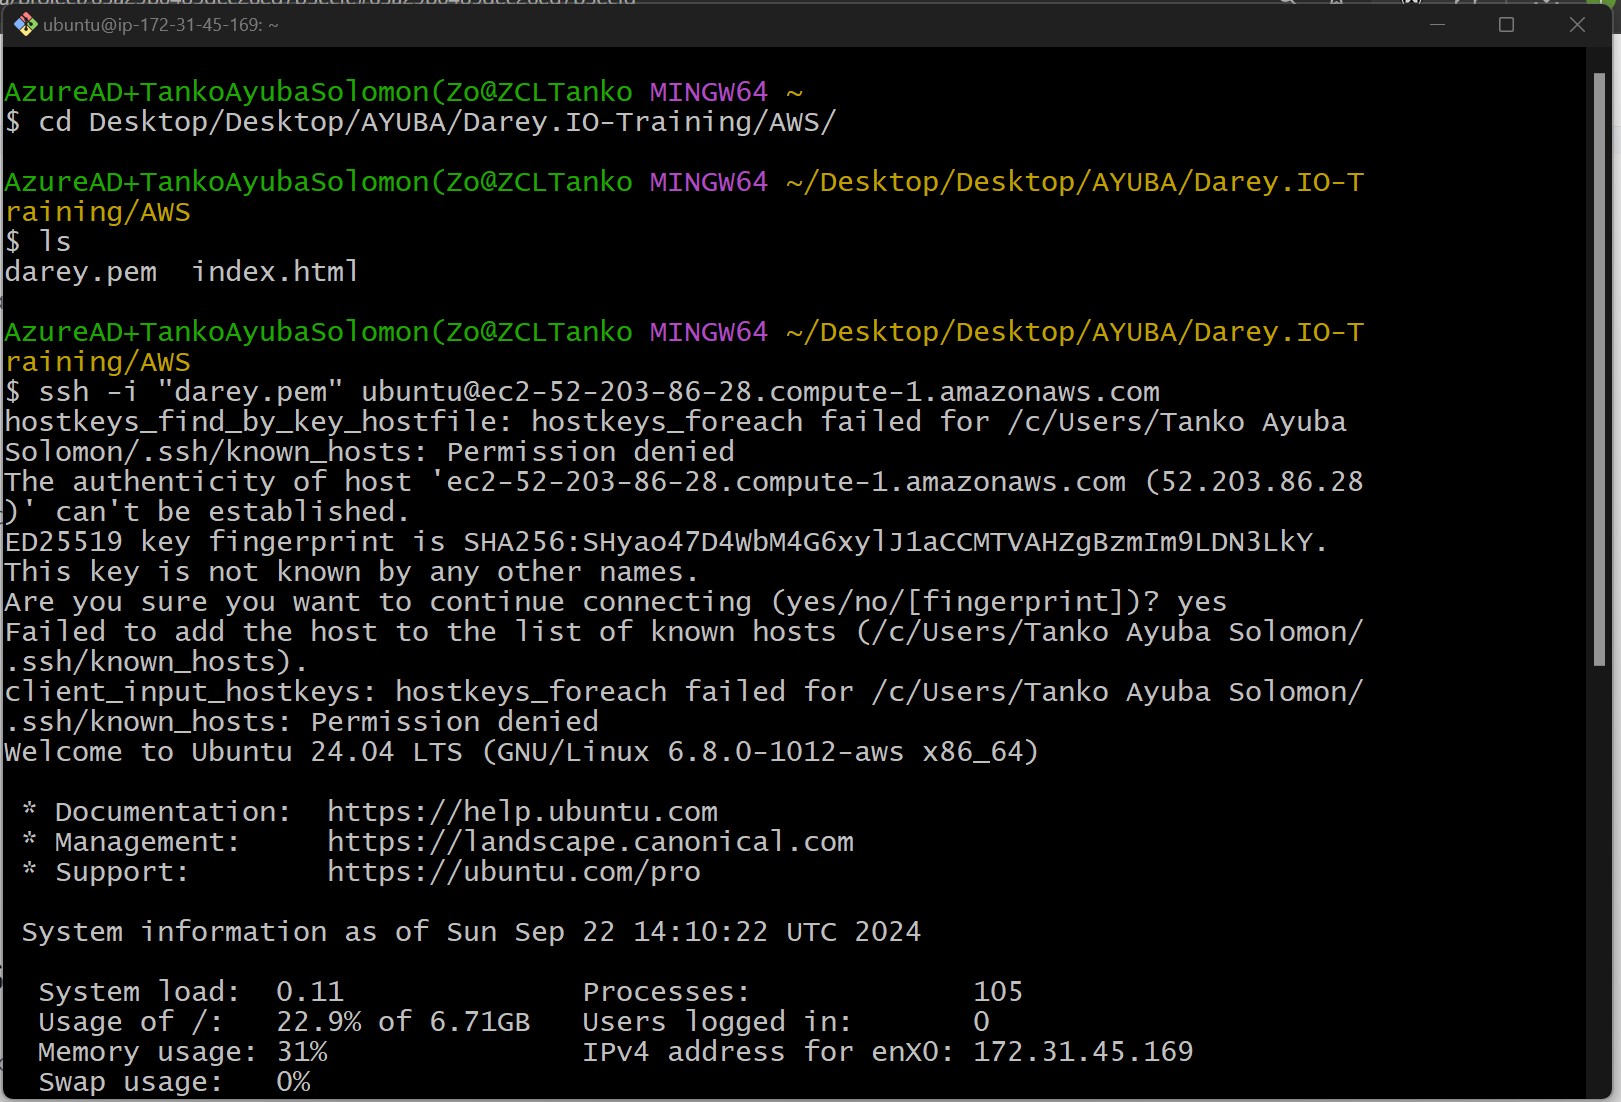 ubuntu@ip-172-31-45-169: ~
AzureAD+TankoAyubaSolomon(Zo@ZCLTanko MINGW64 ~
$ cd Desktop/Desktop/AYUBA/Darey.IO-Training/AWS/
AzureAD+TankoAyubaSolomon(Zo@ZCLTanko MINGW64 ~/Desktop/Desktop/AYUBA/Darey.IO-T
raining/AWS
$ ls
darey.pem  index.html
AzureAD+TankoAyubaSolomon(Zo@ZCLTanko MINGW64 ~/Desktop/Desktop/AYUBA/Darey.IO-T
raining/AWS
$ ssh -i "darey.pem" ubuntu@ec2-52-203-86-28.compute-1.amazonaws.com
hostkeys_find_by_key_hostfile: hostkeys_foreach failed for /c/Users/Tanko Ayuba
Solomon/.ssh/known_hosts: Permission denied
The authenticity of host 'ec2-52-203-86-28.compute-1.amazonaws.com (52.203.86.28
)' can't be established.
ED25519 key fingerprint is SHA256:SHyao47D4WbM4G6xylJ1aCCMTVAHZgBzmIm9LDN3LkY.
This key is not known by any other names.
Are you sure you want to continue connecting (yes/no/[fingerprint])? yes
Failed to add the host to the list of known hosts (/c/Users/Tanko Ayuba Solomon/
.ssh/known_hosts).
client_input_hostkeys: hostkeys_foreach failed for /c/Users/Tanko Ayuba Solomon/
.ssh/known_hosts: Permission denied
Welcome to Ubuntu 24.04 LTS (GNU/Linux 6.8.0-1012-aws x86_64)
* Documentation:  https://help.ubuntu.com
* Management:     https://landscape.canonical.com
* Support:        https://ubuntu.com/pro
System information as of Sun Sep 22 14:10:22 UTC 2024
System load:  0.11              Processes:             105
Usage of /:   22.9% of 6.71GB   Users logged in:       0
Memory usage: 31%               IPv4 address for enX0: 172.31.45.169
Swap usage:   0%